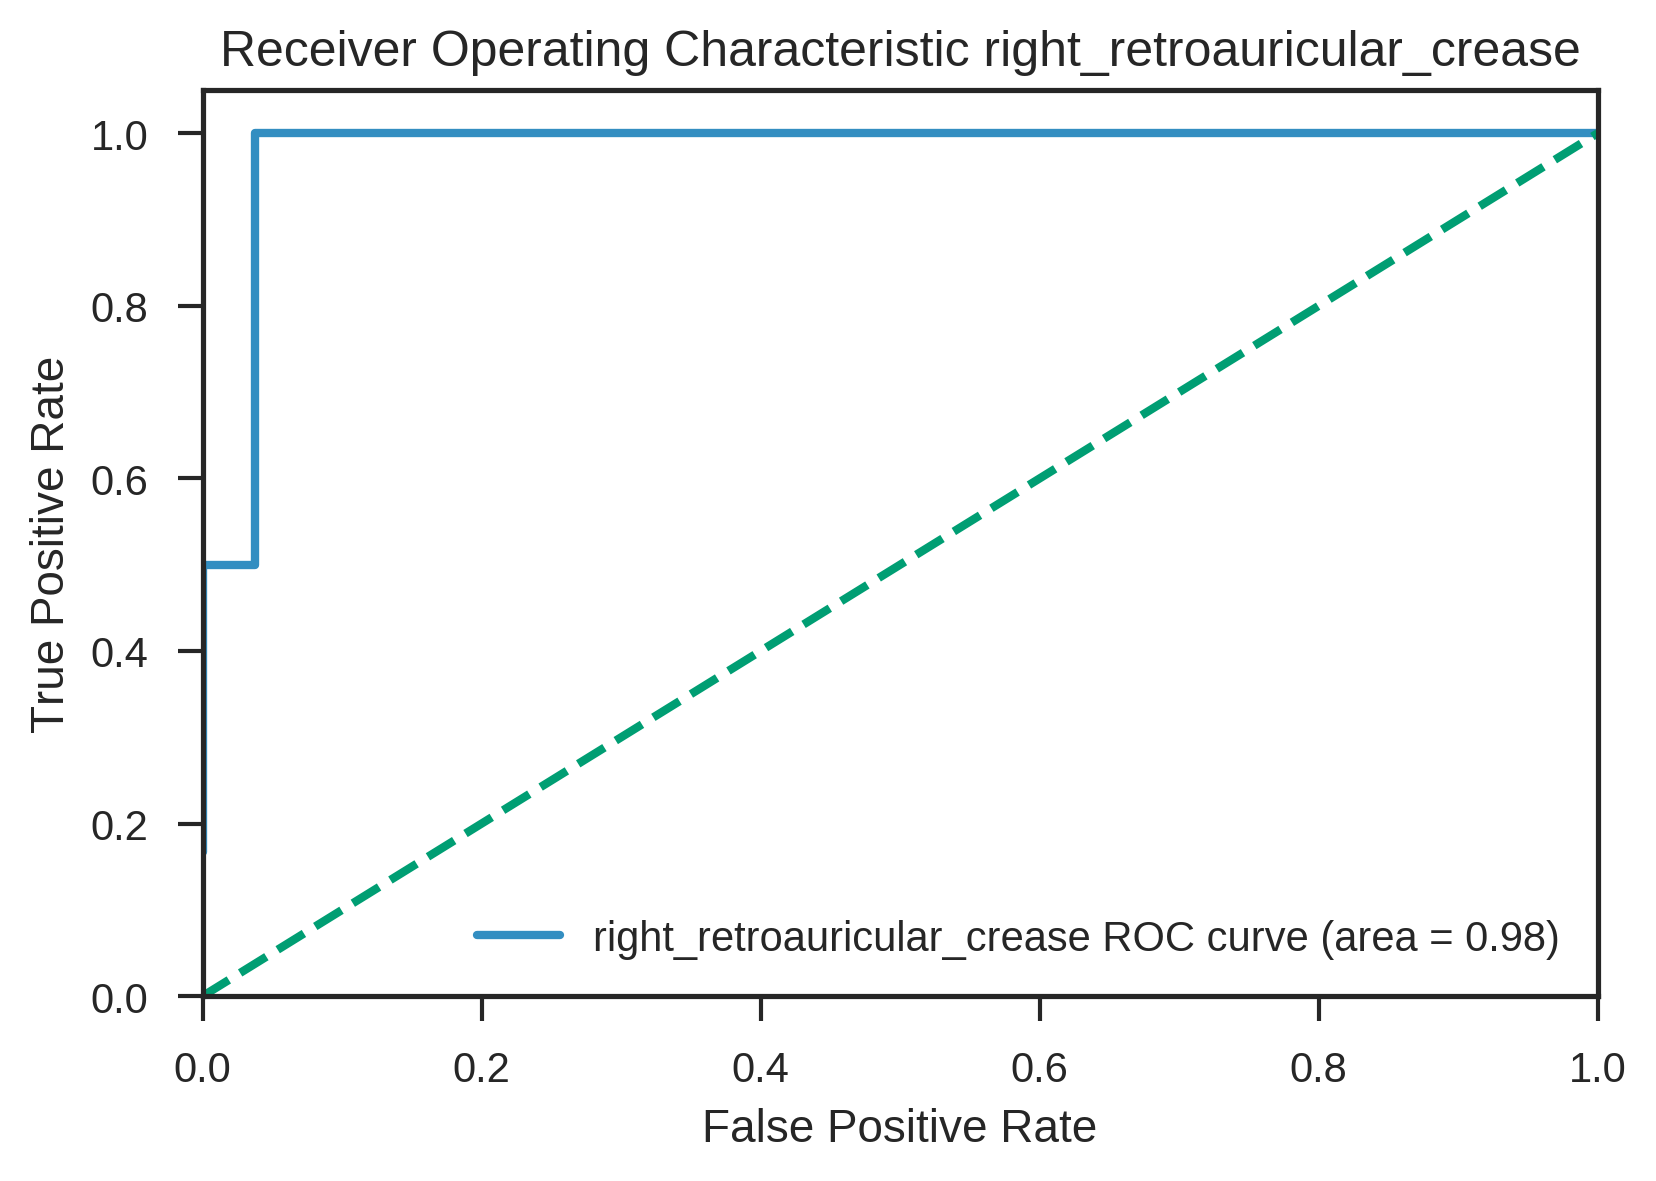 Receiver Operating Characteristic right_retroauricular_crease
1.0
0.8
0.6
0.4
0.2
0.0
True Positive Rate
right_retroauricular_crease ROC curve (area = 0.98)
0.0 0.2 0.4 0.6 0.8 1.0
False Positive Rate